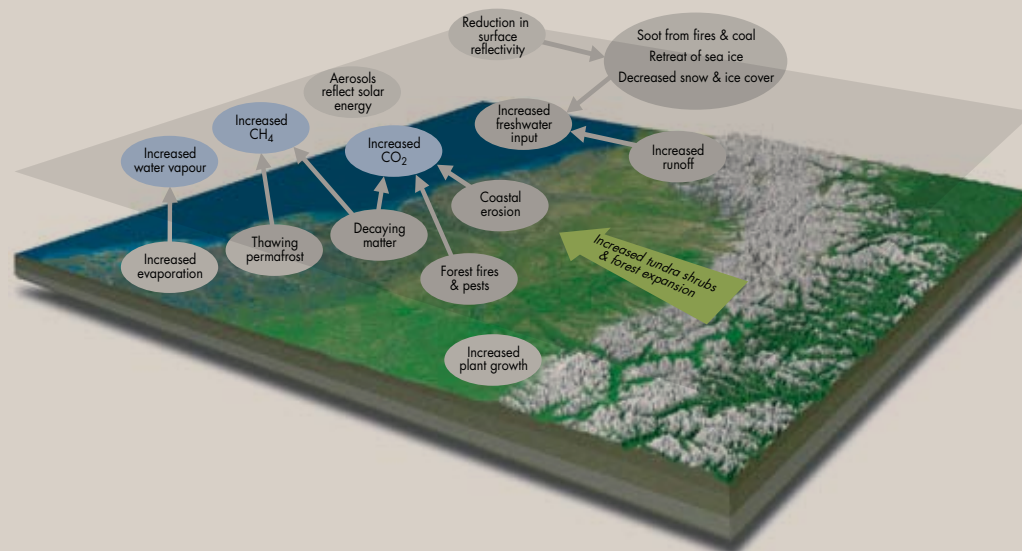 Reduction in
surface
reflectivity
Soot from fires & coal
Retreat of sea ice
Decreased snow & ice cover
Aerosols
reflect solar
energy
Increased
CH₄
Increased
freshwater
input
Increased
water vapour
Increased
CO₂
Increased
runoff
Coastal
erosion
Decaying
matter
Thawing
permafrost
Increased
evaporation
Forest fires
& pests
Increased tundra shrubs
& forest expansion
Increased
plant growth